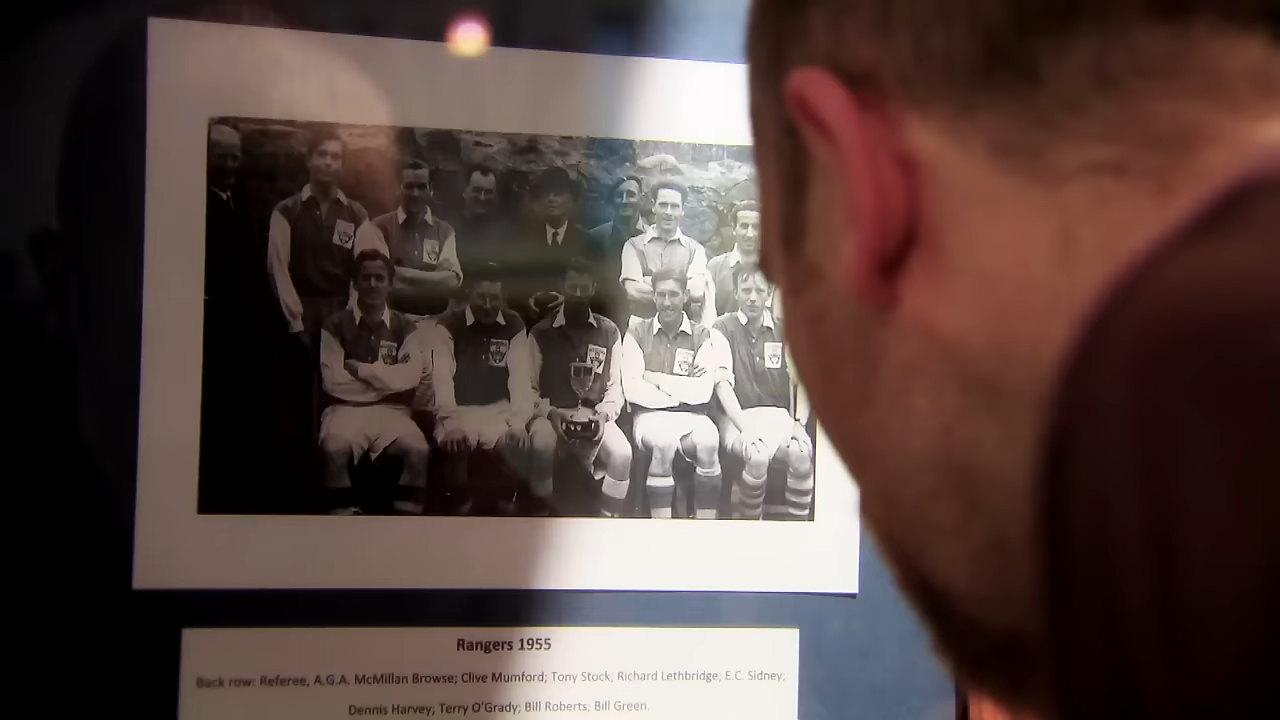 Rangers 1955
Back row: Referee, A.G.A. McMillan Browse; Clive Mumford; Tony Stock; Richard Lethbridge; E.C. Sidney;
Dennis Harvey; Terry O'Grady; Bill Roberts; Bill Green.